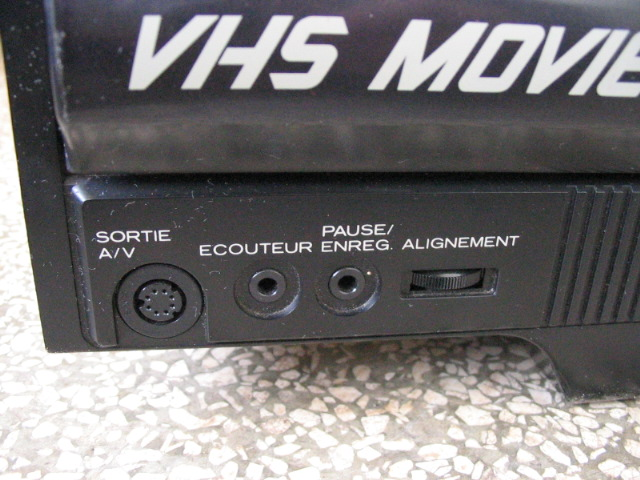 VHS MOVIE
SORTIE
A/V
ECOUTEUR
PAUSE/
ENREG.
ALIGNEMENT